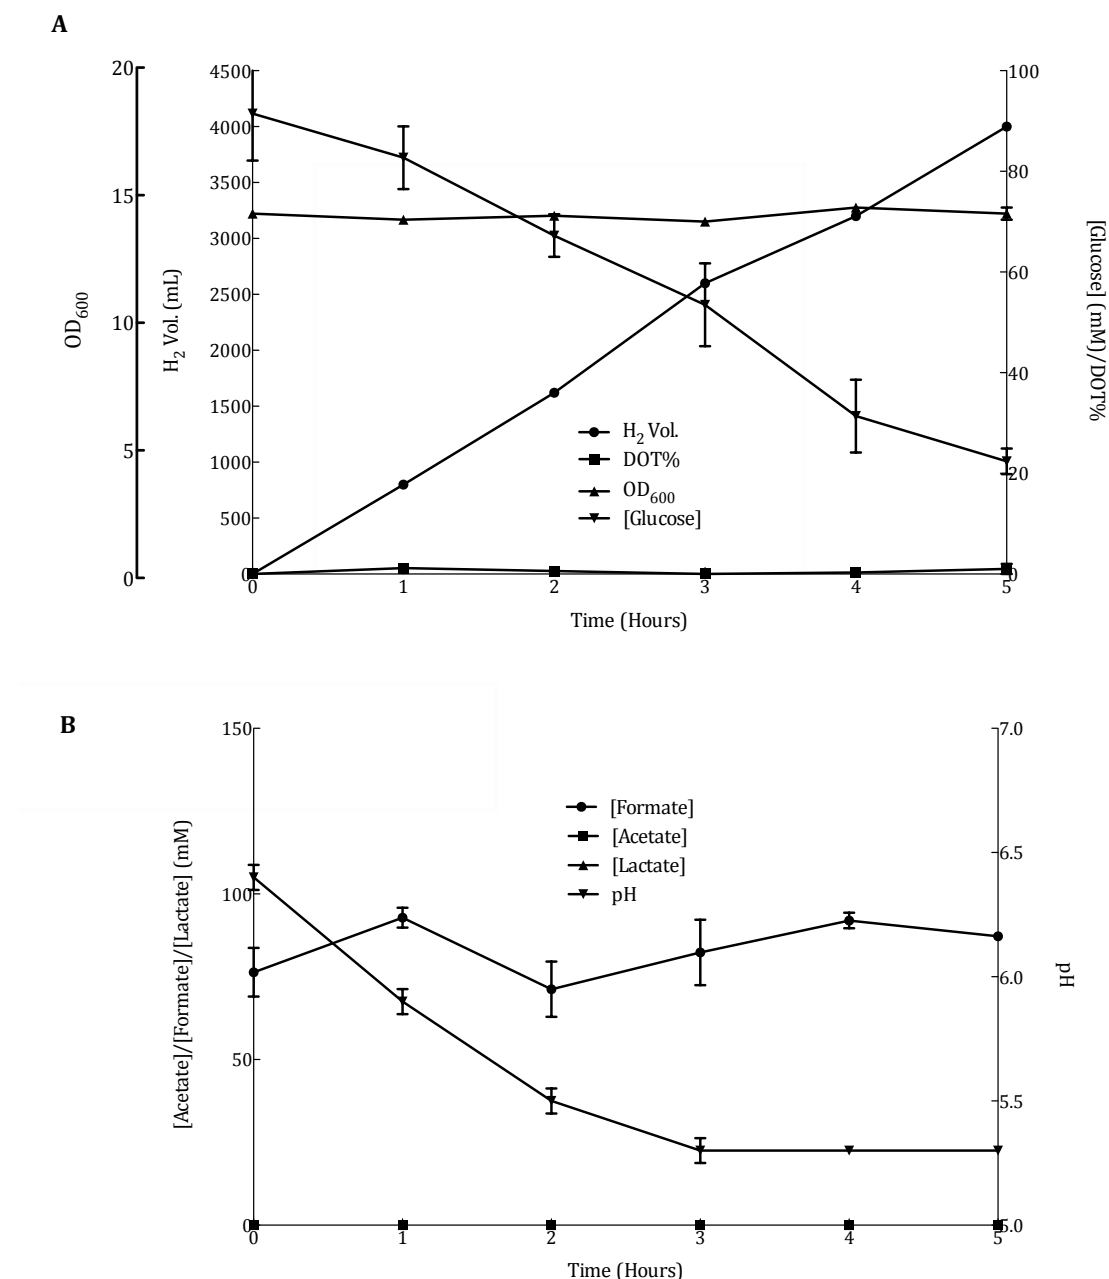 A
20
15
10
5
0
OD600
4500
4000
3500
3000
2500
2000
1500
1000
500
0
H2 Vol. (mL)
100
80
60
40
20
0
[Glucose] (mM)/DOT%
H2 Vol.
DOT%
OD600
[Glucose]
0 1 2 3 4 5
Time (Hours)
B
150
100
50
0
[Acetate]/[Formate]/[Lactate] (mM)
[Formate]
[Acetate]
[Lactate]
pH
7.0
6.5
6.0
5.5
5.0
pH
0 1 2 3 4 5
Time (Hours)